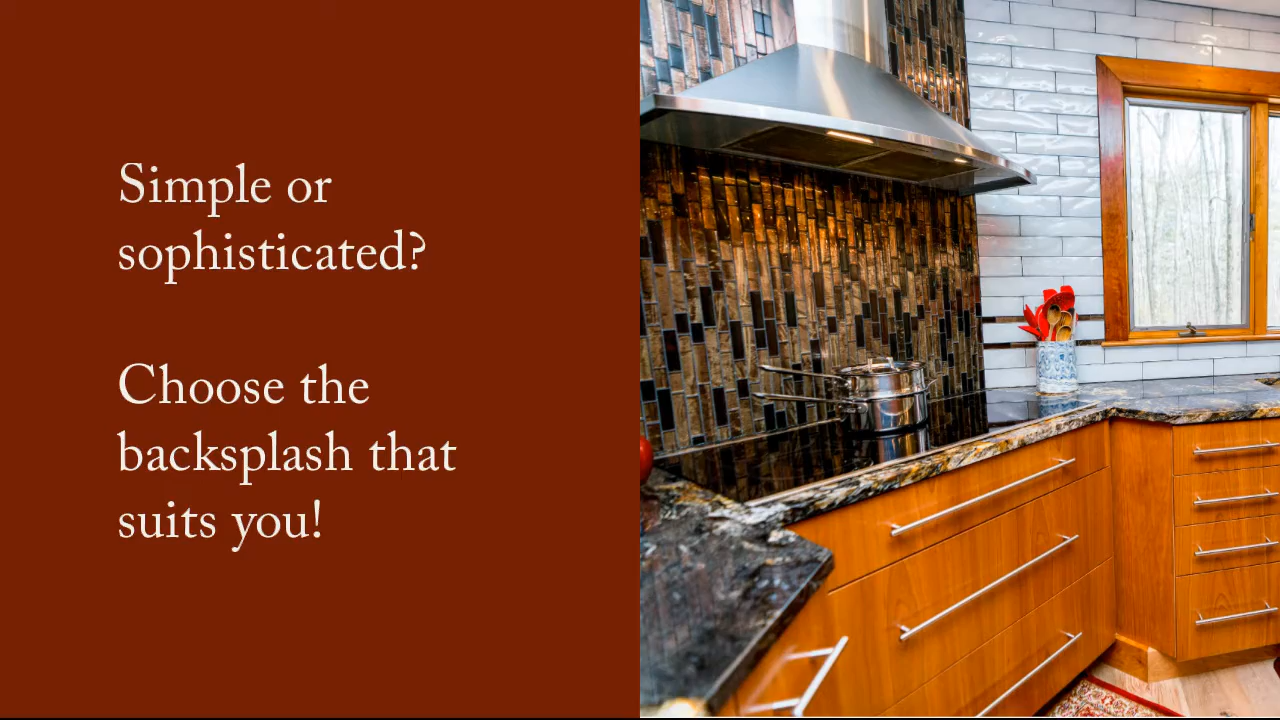 Simple or
sophisticated?
Choose the
backsplash that
suits you!